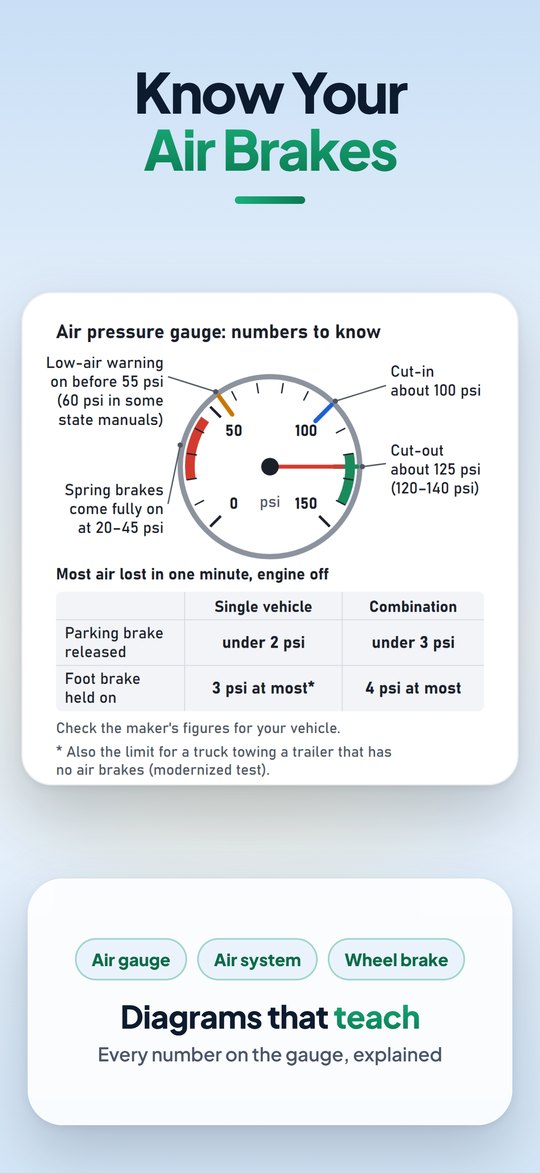 Know Your
Air Brakes
Air pressure gauge: numbers to know
Low-air warning
on before 55 psi
(60 psi in some
state manuals)
Cut-in
about 100 psi
50
100
Cut-out
about 125 psi
(120–140 psi)
Spring brakes
come fully on
at 20–45 psi
0
psi
150
Most air lost in one minute, engine off
Single vehicle
Combination
Parking brake
released
under 2 psi
under 3 psi
Foot brake
held on
3 psi at most*
4 psi at most
Check the maker's figures for your vehicle.
* Also the limit for a truck towing a trailer that has
no air brakes (modernized test).
Air gauge
Air system
Wheel brake
Diagrams that teach
Every number on the gauge, explained